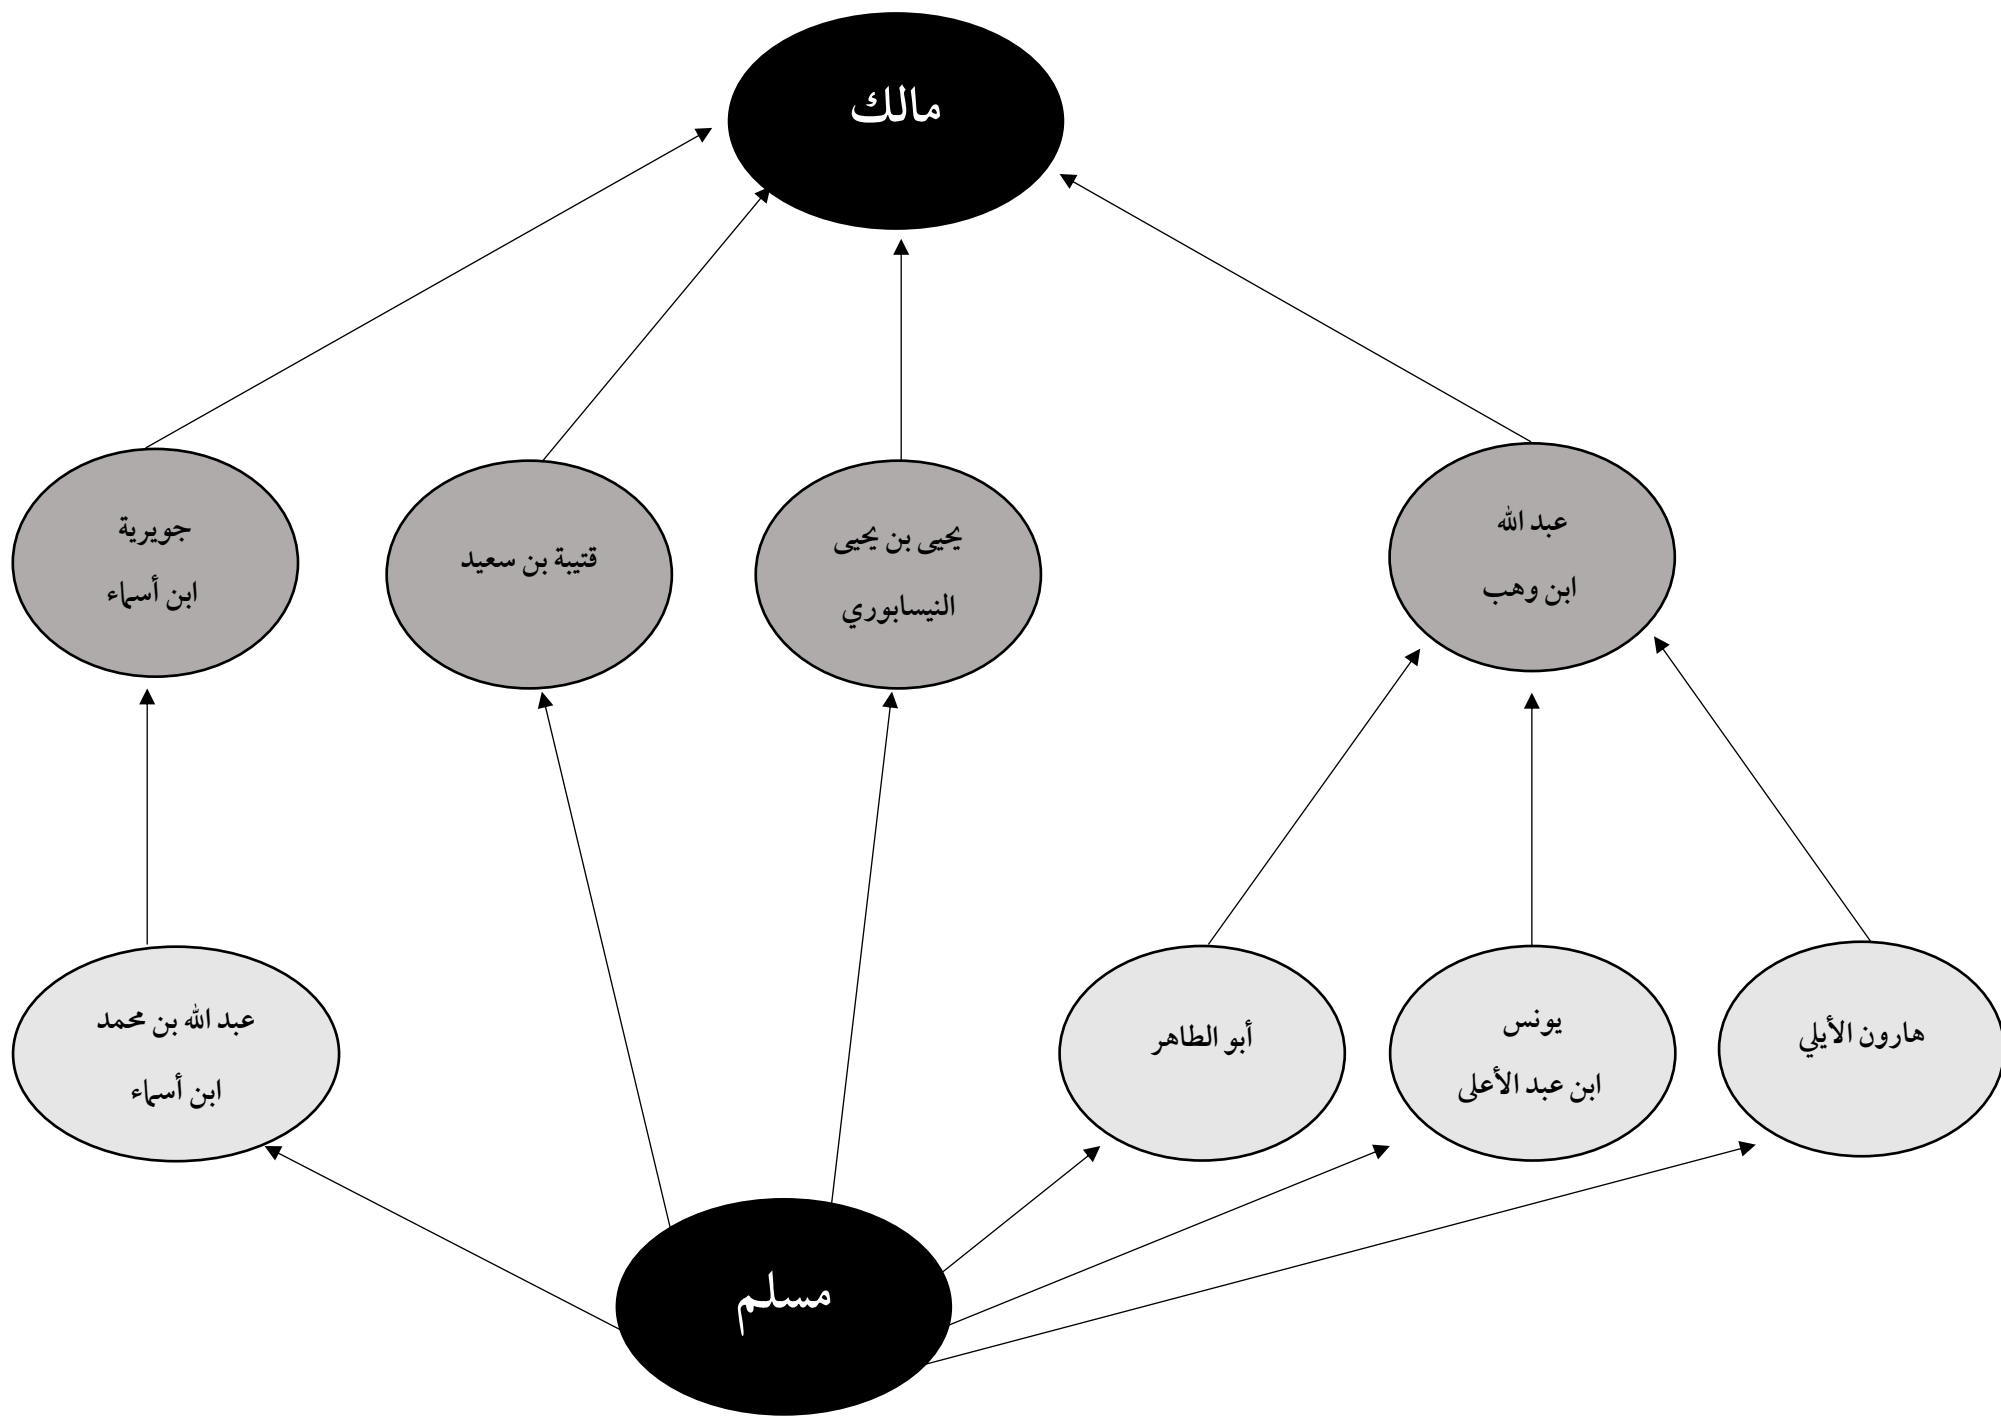 مالك
عبد الله
ابن وهب
يحيى بن يحيى
النيسابوري
قتيبة بن سعيد
جويرية
ابن أسماء
هارون الأيلي
يونس
ابن عبد الأعلى
أبو الطاهر
عبد الله بن محمد
ابن أسماء
مسلم